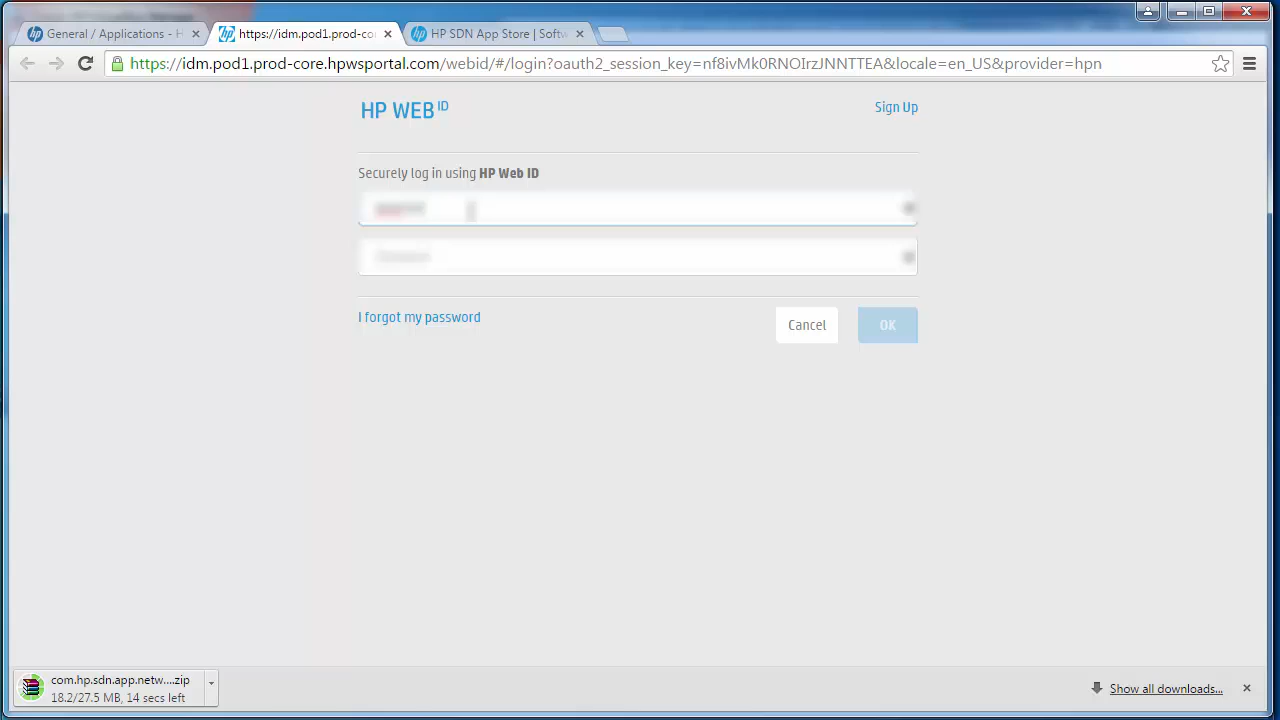 General / Applications - H
https://idm.pod1.prod-co
HP SDN App Store | Softw
https://idm.pod1.prod-core.hpwsportal.com/webid/#/login?oauth2_session_key=nf8ivMk0RNOIrzJNNTTEA&locale=en_US&provider=hpn
HP WEB ID
Sign Up
Securely log in using HP Web ID
I forgot my password
Cancel
OK
com.hp.sdn.app.netw....zip
18.2/27.5 MB, 14 secs left
Show all downloads...